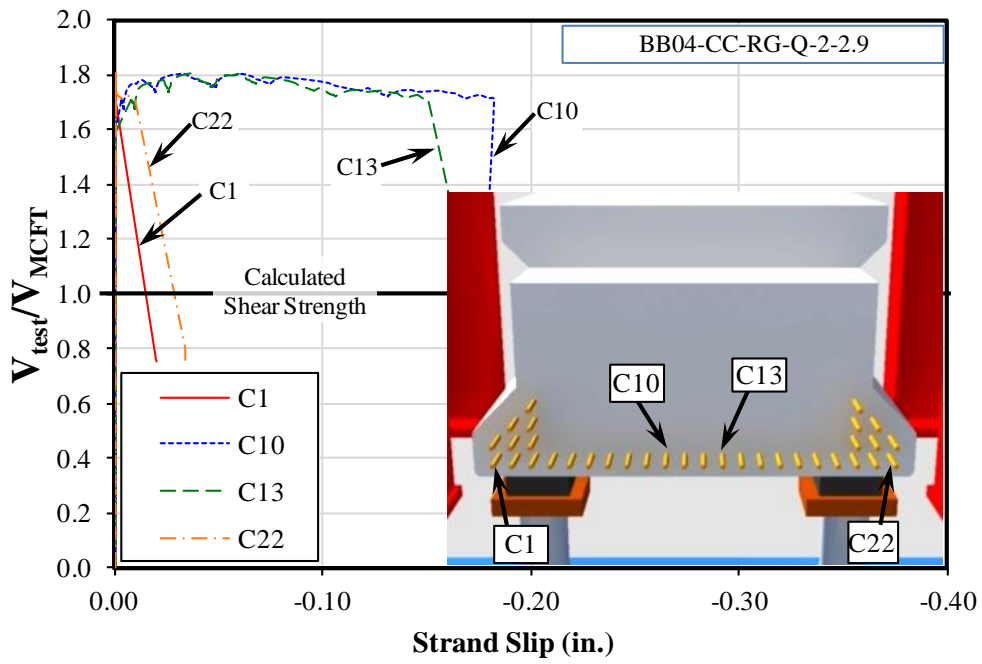 BB04-CC-RG-Q-2-2.9
V_test/V_MCFT
1.8
1.6
1.4
1.2
1.0
0.8
0.6
0.4
0.2
0.0
C22
C1
C13
C10
Calculated
Shear Strength
C1
C10
C13
C22
C10
C13
C1
C22
0.00
-0.10
-0.20
-0.30
-0.40
Strand Slip (in.)
2.0